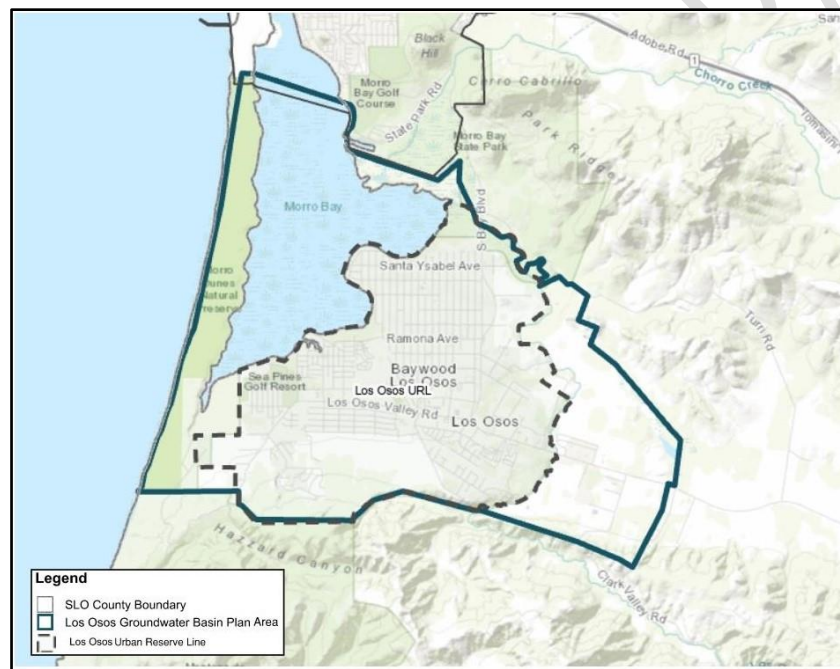 Black
Hill
San
Adobe Rd
1
Morro
Bay Golf
Course
State Park Rd
Cerro Cabrillo
Chorro Creek
Morro Bay
State Park
Park Ridge
Morro Bay
S Bay Blvd
Santa Ysabel Ave
Morro
Dunes
Natural
Preserve
Turri Rd
Ramona Ave
Baywood
Los Osos
Los Osos URL
Sea Pines
Golf Resort
Los Osos Valley Rd
Los Osos
Hazzard Canyon
Clark Valley Rd
Legend
SLO County Boundary
Los Osos Groundwater Basin Plan Area
Los Osos Urban Reserve Line